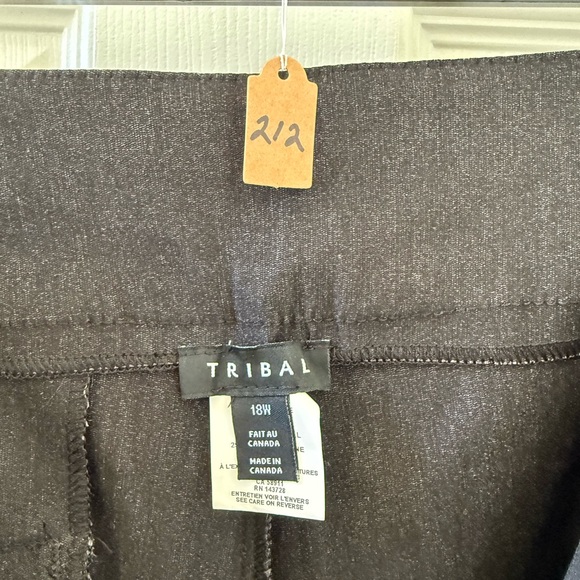 212
TRIBAL
18W
FAIT AU
CANADA
MADE IN
CANADA
CA 58911
RN 143728
ENTRETIEN VOIR L'ENVERS
SEE CARE ON REVERSE